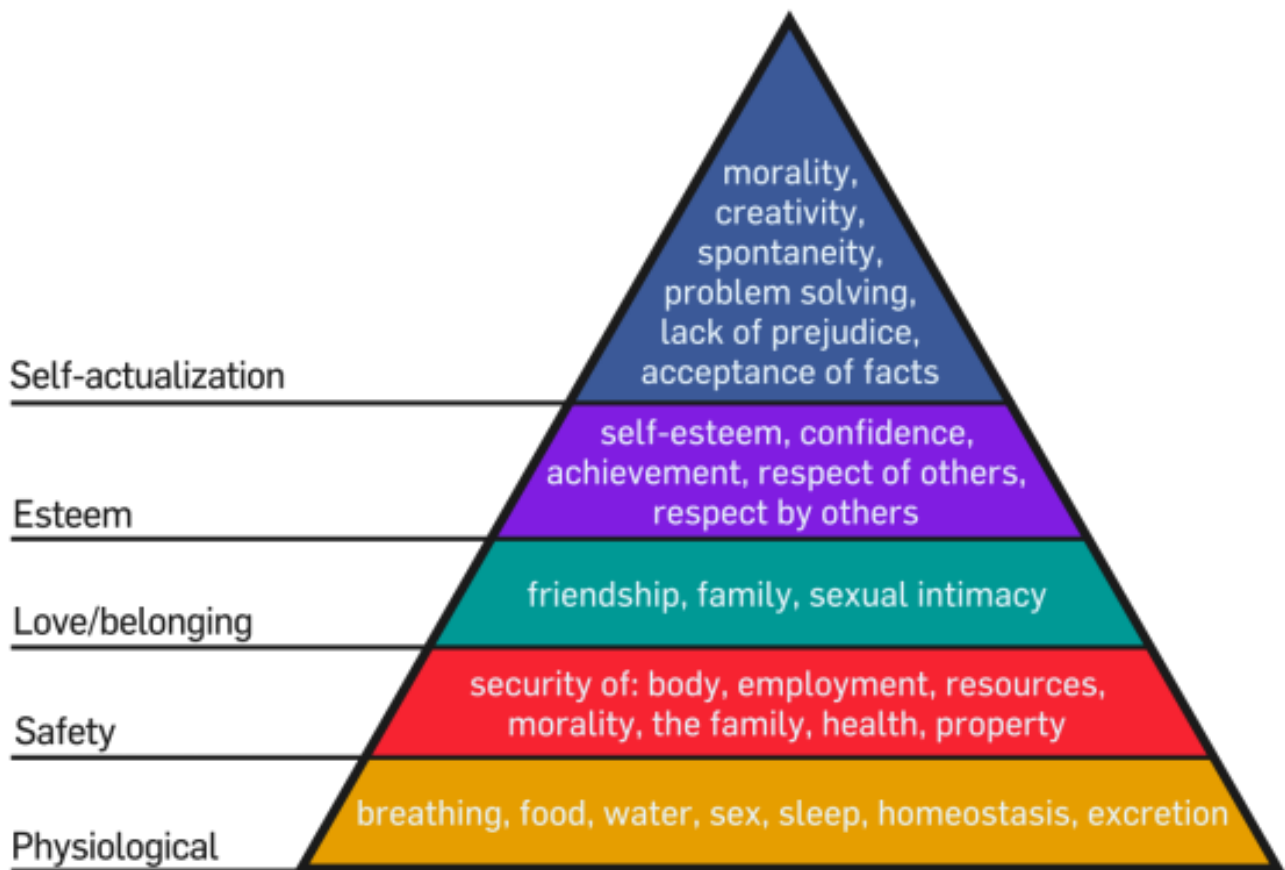 morality,
creativity,
spontaneity,
problem solving,
lack of prejudice,
acceptance of facts
Self-actualization
self-esteem, confidence,
achievement, respect of others,
respect by others
Esteem
friendship, family, sexual intimacy
Love/belonging
security of: body, employment, resources,
morality, the family, health, property
Safety
breathing, food, water, sex, sleep, homeostasis, excretion
Physiological